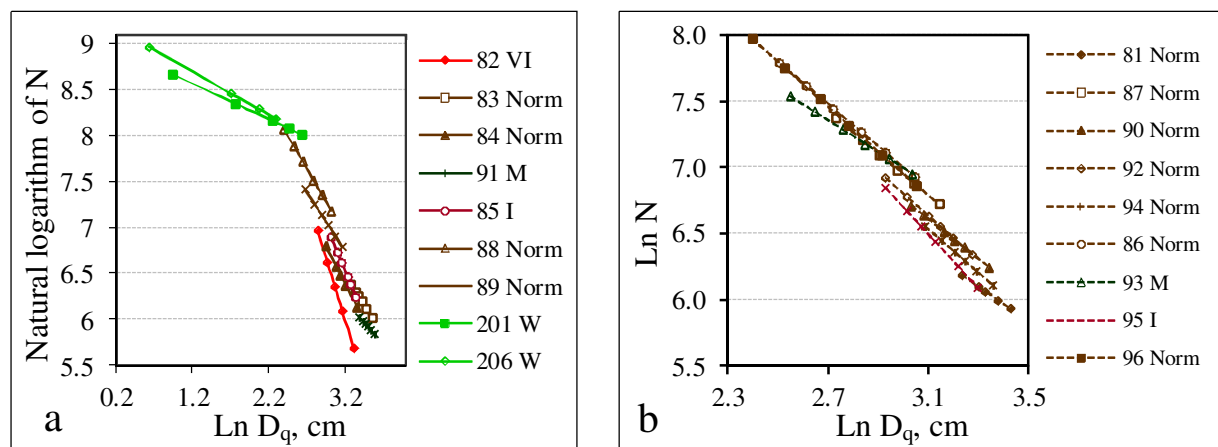 Natural logarithm of N
9
8.5
8
7.5
7
6.5
6
5.5
0.2 1.2 2.2 3.2
Ln Dq, cm
a
82 VI
83 Norm
84 Norm
91 M
85 I
88 Norm
89 Norm
201 W
206 W
Ln N
8.0
7.5
7.0
6.5
6.0
5.5
2.3 2.7 3.1 3.5
Ln Dq, cm
b
81 Norm
87 Norm
90 Norm
92 Norm
94 Norm
86 Norm
93 M
95 I
96 Norm